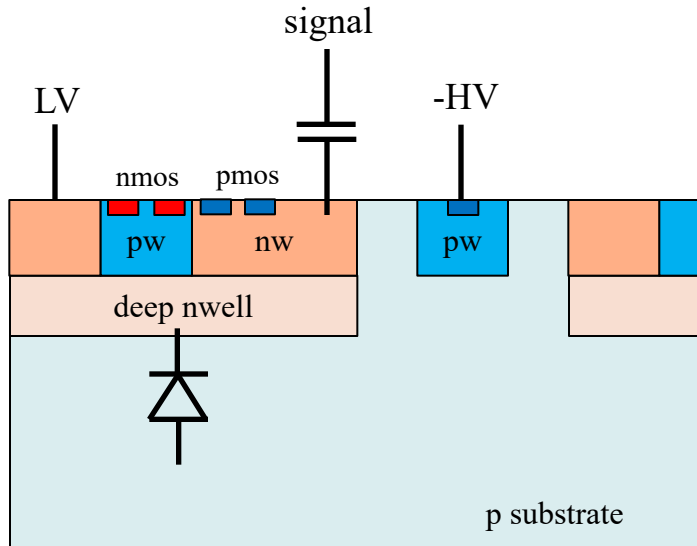 signal
LV
-HV
nmos
pmos
pw
nw
pw
deep nwell
p substrate